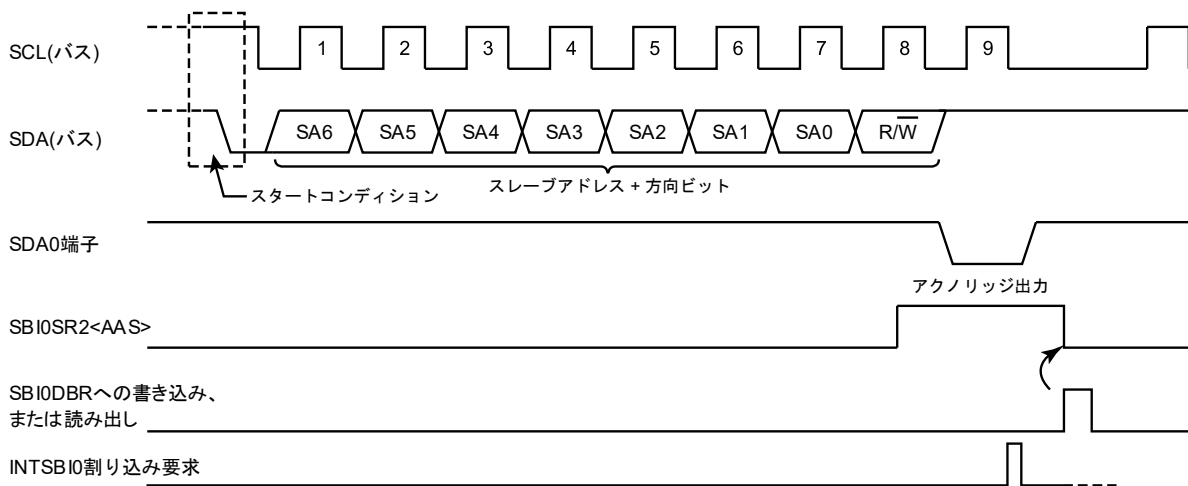 SCL(バス)
1 2 3 4 5 6 7 8 9
SDA(バス)
SA6 SA5 SA4 SA3 SA2 SA1 SA0 R/W̅
スタートコンディション
スレーブアドレス + 方向ビット
SDA0端子
アクノリッジ出力
SBI0SR2<AAS>
SBI0DBRへの書き込み、
または読み出し
INTSBI0割り込み要求